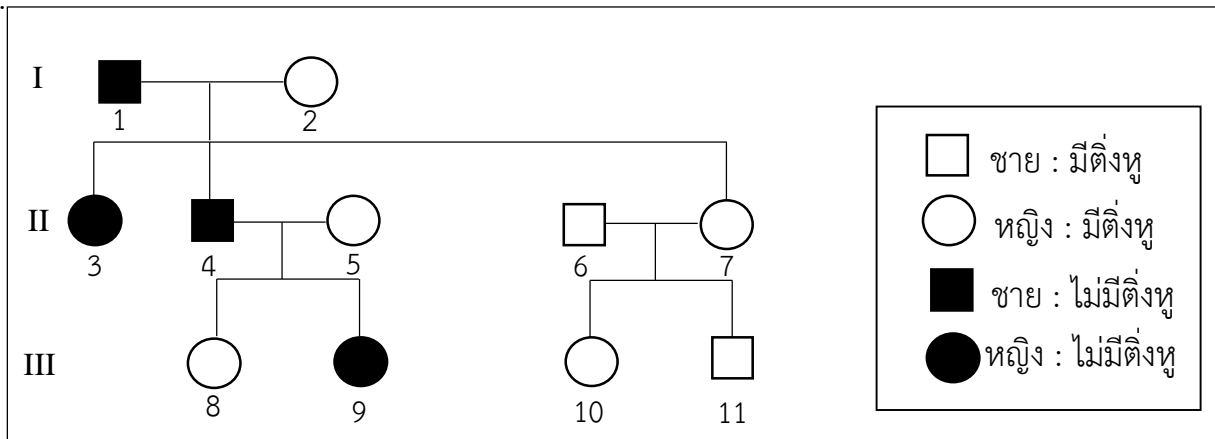 .
I
1 2
II
3 4 5 6 7
III
8 9 10 11
ชาย : มีติ่งหู
หญิง : มีติ่งหู
ชาย : ไม่มีติ่งหู
หญิง : ไม่มีติ่งหู